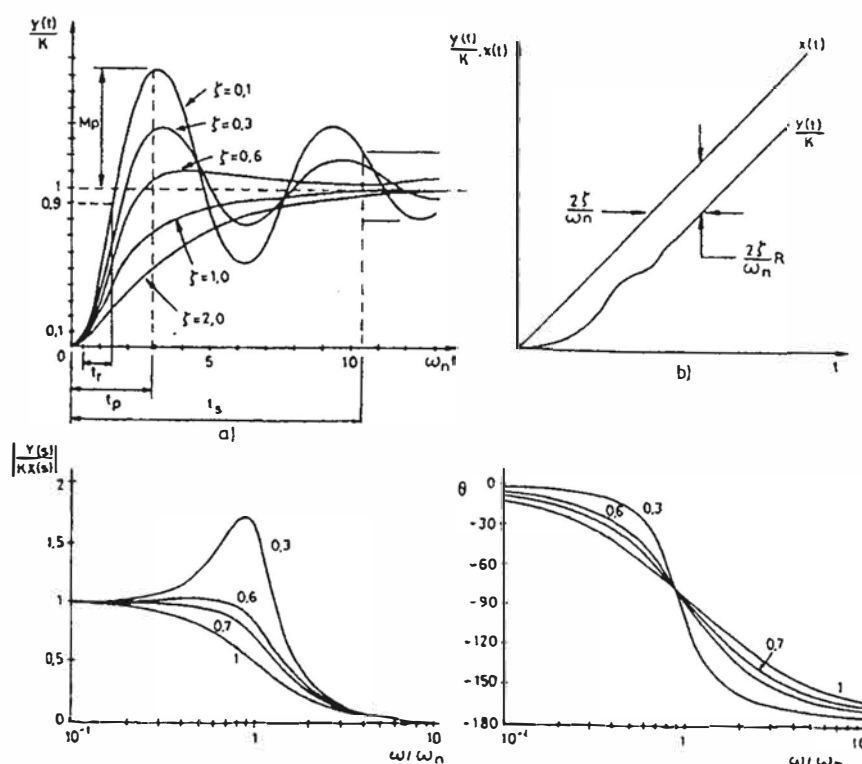 y(t)
K
Mp
1
0,9
0,1
0
ζ=0,1
ζ=0,3
ζ=0,6
ζ=1,0
ζ=2,0
5
10
ωn t
tr
tp
ts
a)
y(t)/K , x(t)
x(t)
y(t)/K
2ζ/ωn
2ζ/ωn R
t
b)
|Y(s)/KX(s)|
2
1,5
1
0,5
0
0,3
0,6
0,7
1
10⁻¹
1
10
ω/ωn
θ
0
-30
-60
-90
-120
-150
-180
0,3
0,6
0,7
1
10⁻¹
1
10
ω/ωn